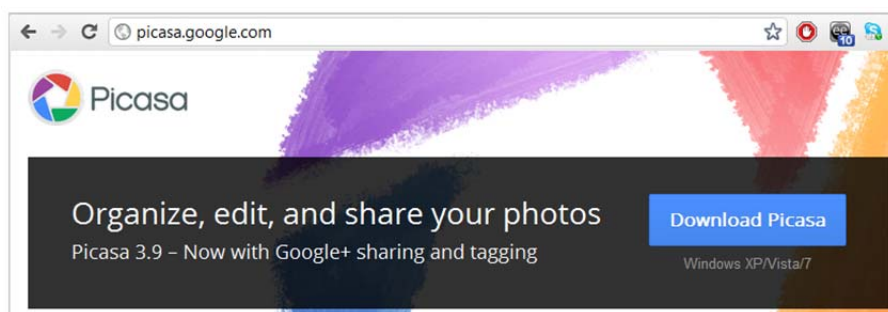 picasa.google.com
10
Picasa
Organize, edit, and share your photos
Download Picasa
Picasa 3.9 – Now with Google+ sharing and tagging
Windows XP/Vista/7